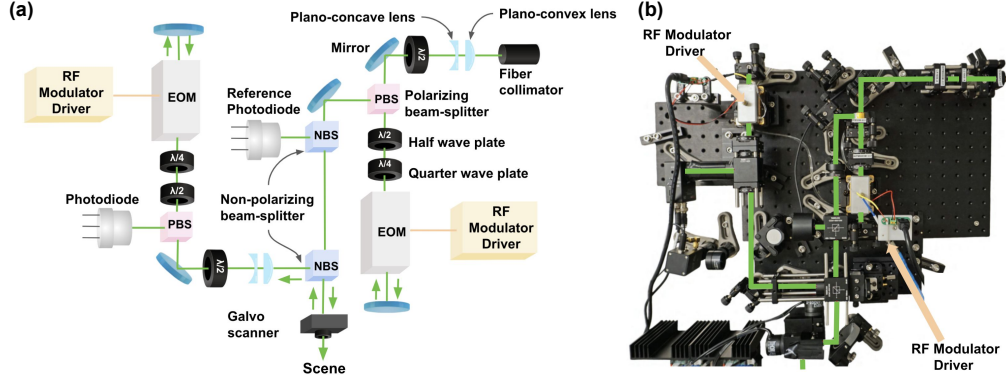 (a)
Plano-concave lens
Plano-convex lens
Mirror
λ/2
Fiber
collimator
RF
Modulator
Driver
EOM
Reference
Photodiode
NBS
PBS
Polarizing
beam-splitter
λ/2
Half wave plate
λ/4
Quarter wave plate
λ/4
λ/2
Photodiode
PBS
Non-polarizing
beam-splitter
EOM
RF
Modulator
Driver
λ/2
NBS
Galvo
scanner
Scene
(b)
RF Modulator
Driver
RF Modulator
Driver